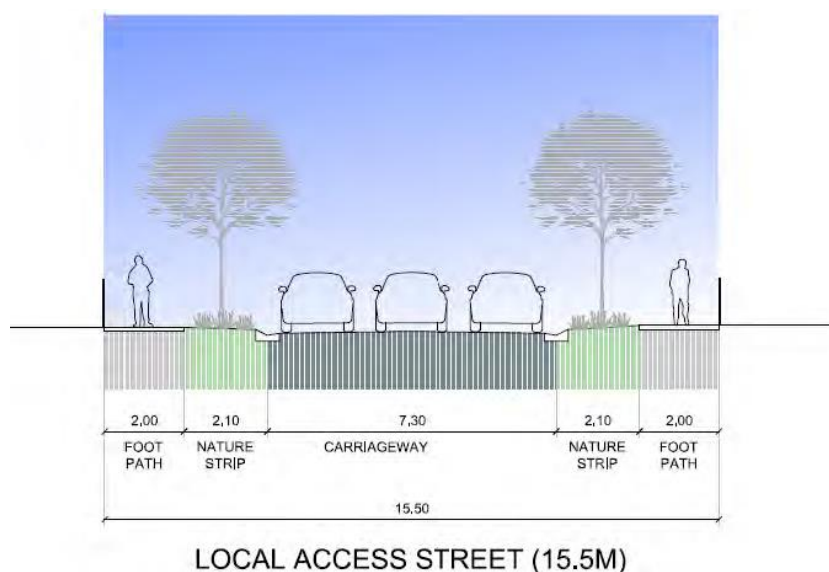 2,00 2,10 7,30 2,10 2,00
FOOT PATH
NATURE STRIP
CARRIAGEWAY
NATURE STRIP
FOOT PATH
15,50
LOCAL ACCESS STREET (15.5M)